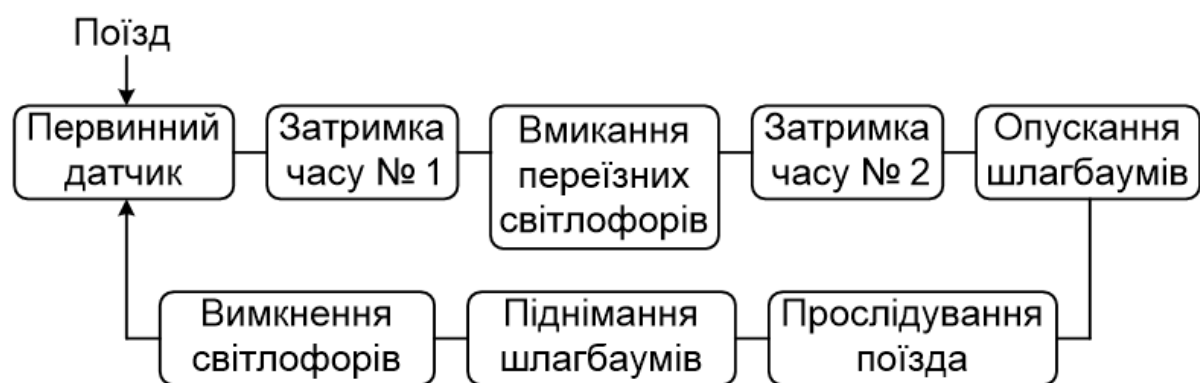 Поїзд
Первинний
датчик
Затримка
часу № 1
Вмикання
переїзних
світлофорів
Затримка
часу № 2
Опускання
шлагбаумів
Вимкнення
світлофорів
Піднімання
шлагбаумів
Прослідування
поїзда